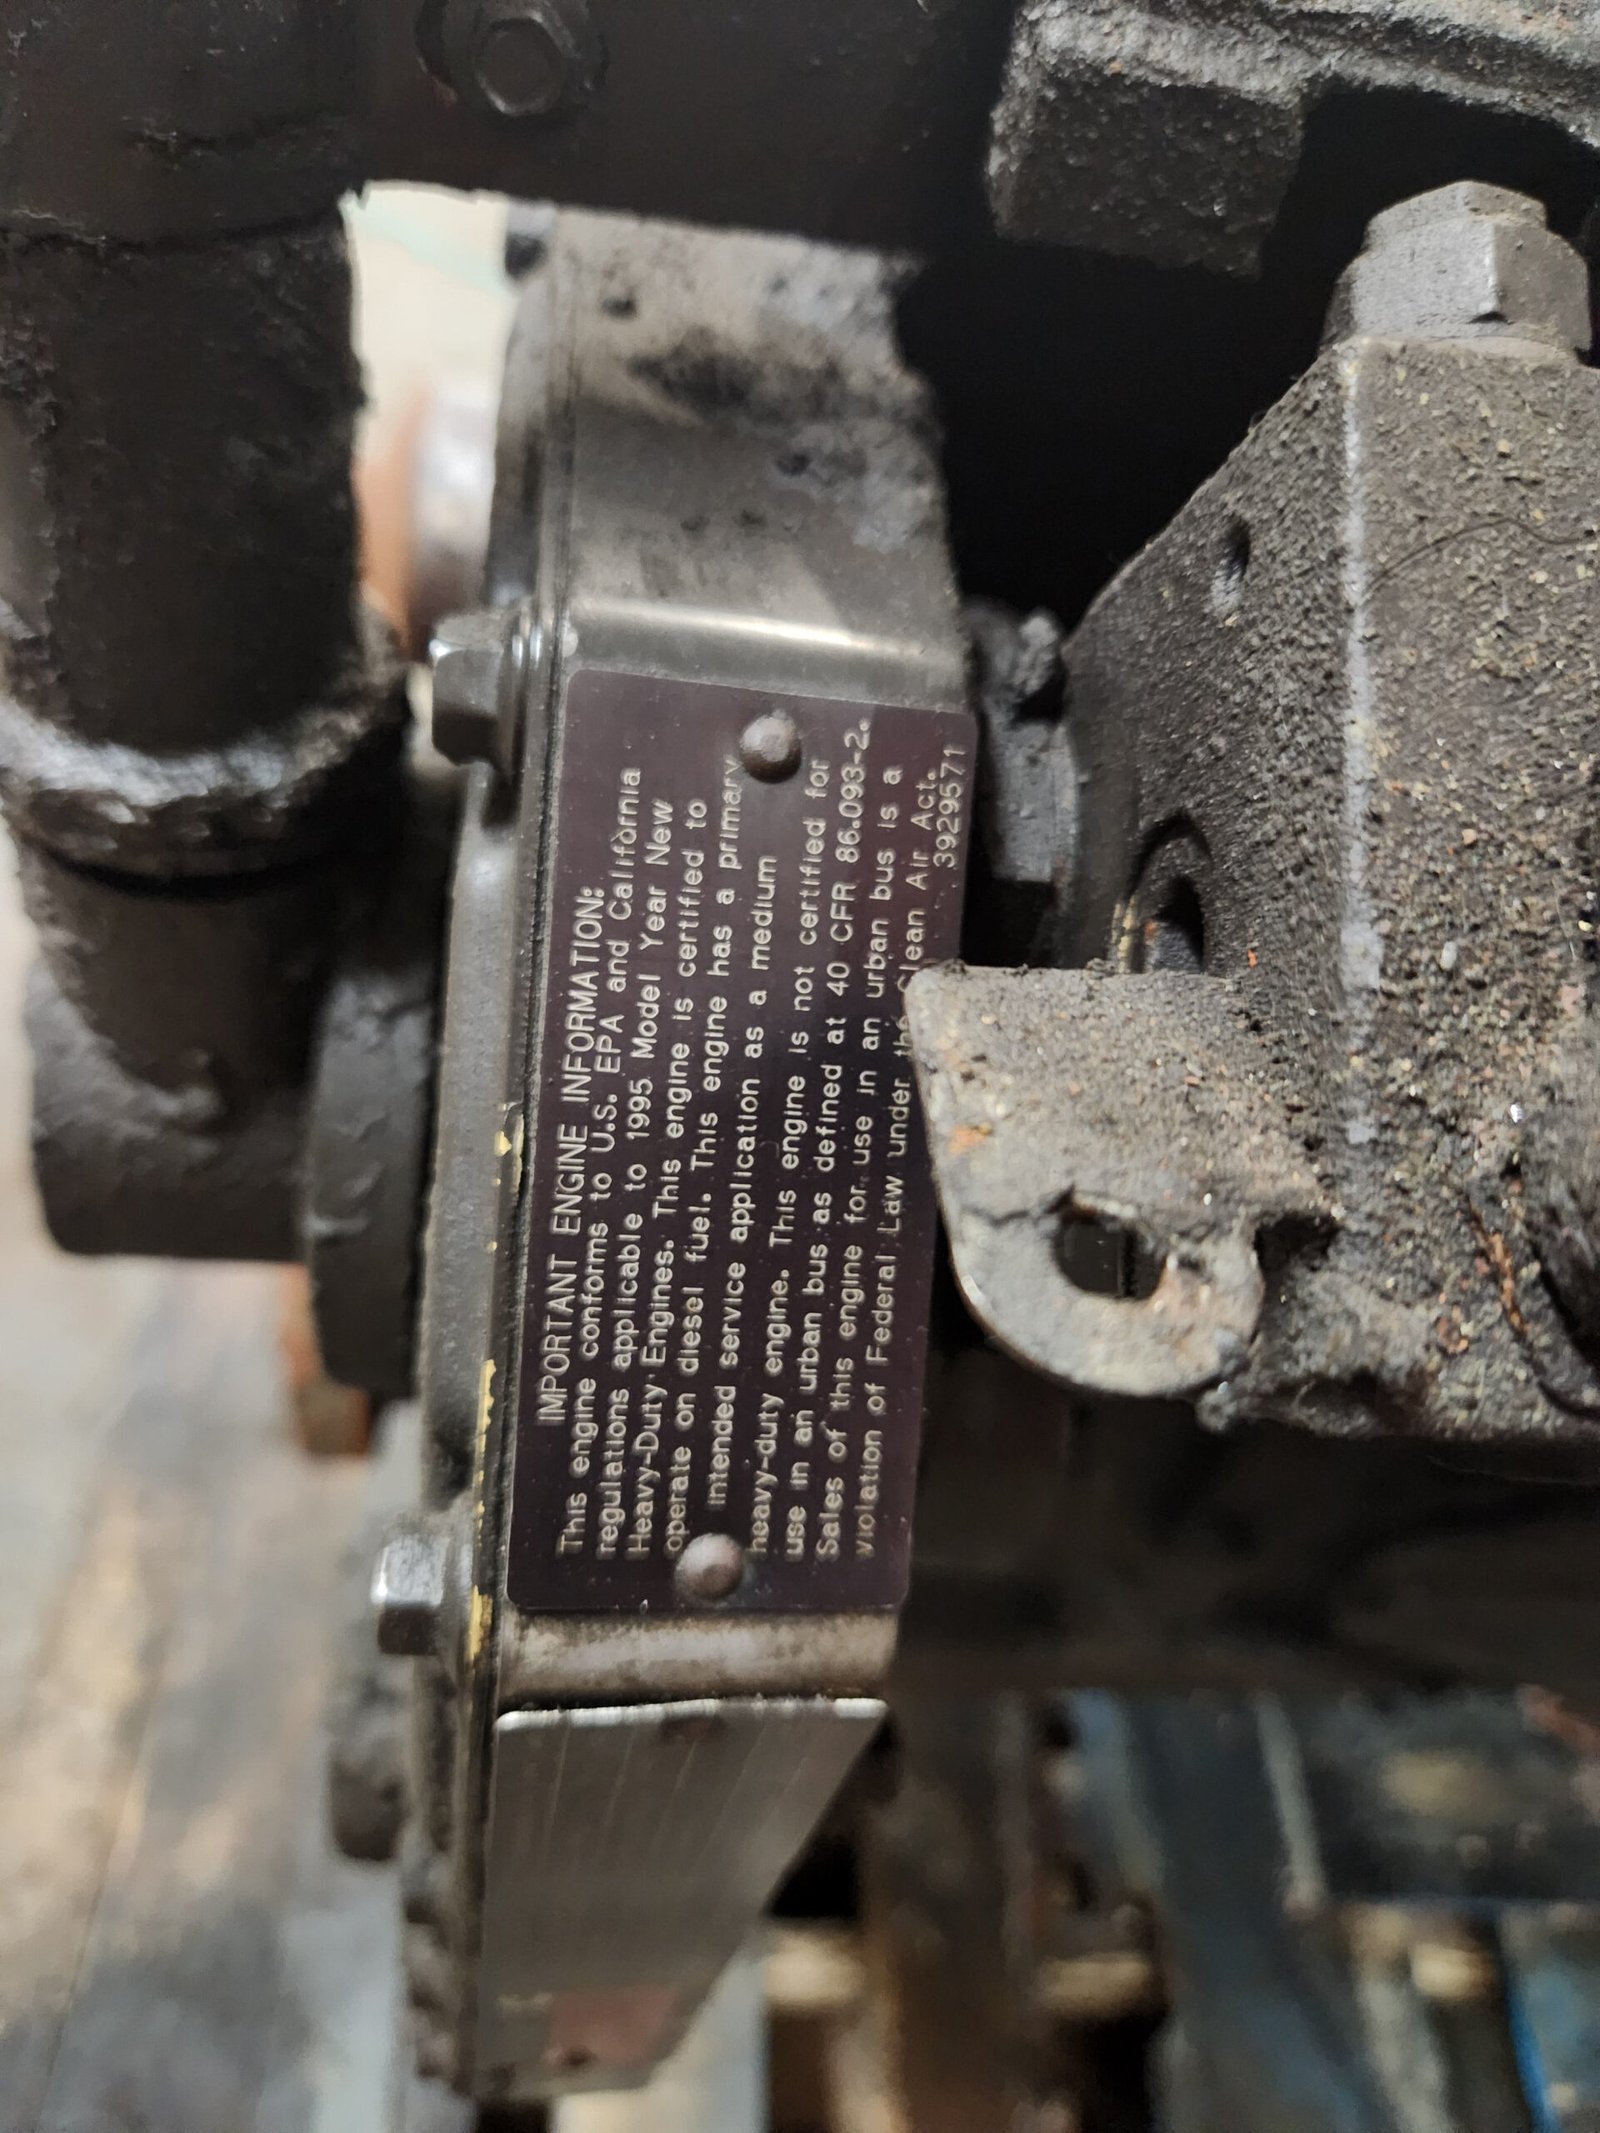 IMPORTANT ENGINE INFORMATION:
This engine conforms to U.S. EPA and California
regulations applicable to 1995 Model Year New
Heavy-Duty Engines. This engine is certified to
operate on diesel fuel. This engine has a primary
intended service application as a medium
heavy-duty engine. This engine is not certified for
use in an urban bus as defined at 40 CFR 86.093-2.
Sales of this engine for use in an urban bus is a
violation of Federal Law under the Clean Air Act.
3929571